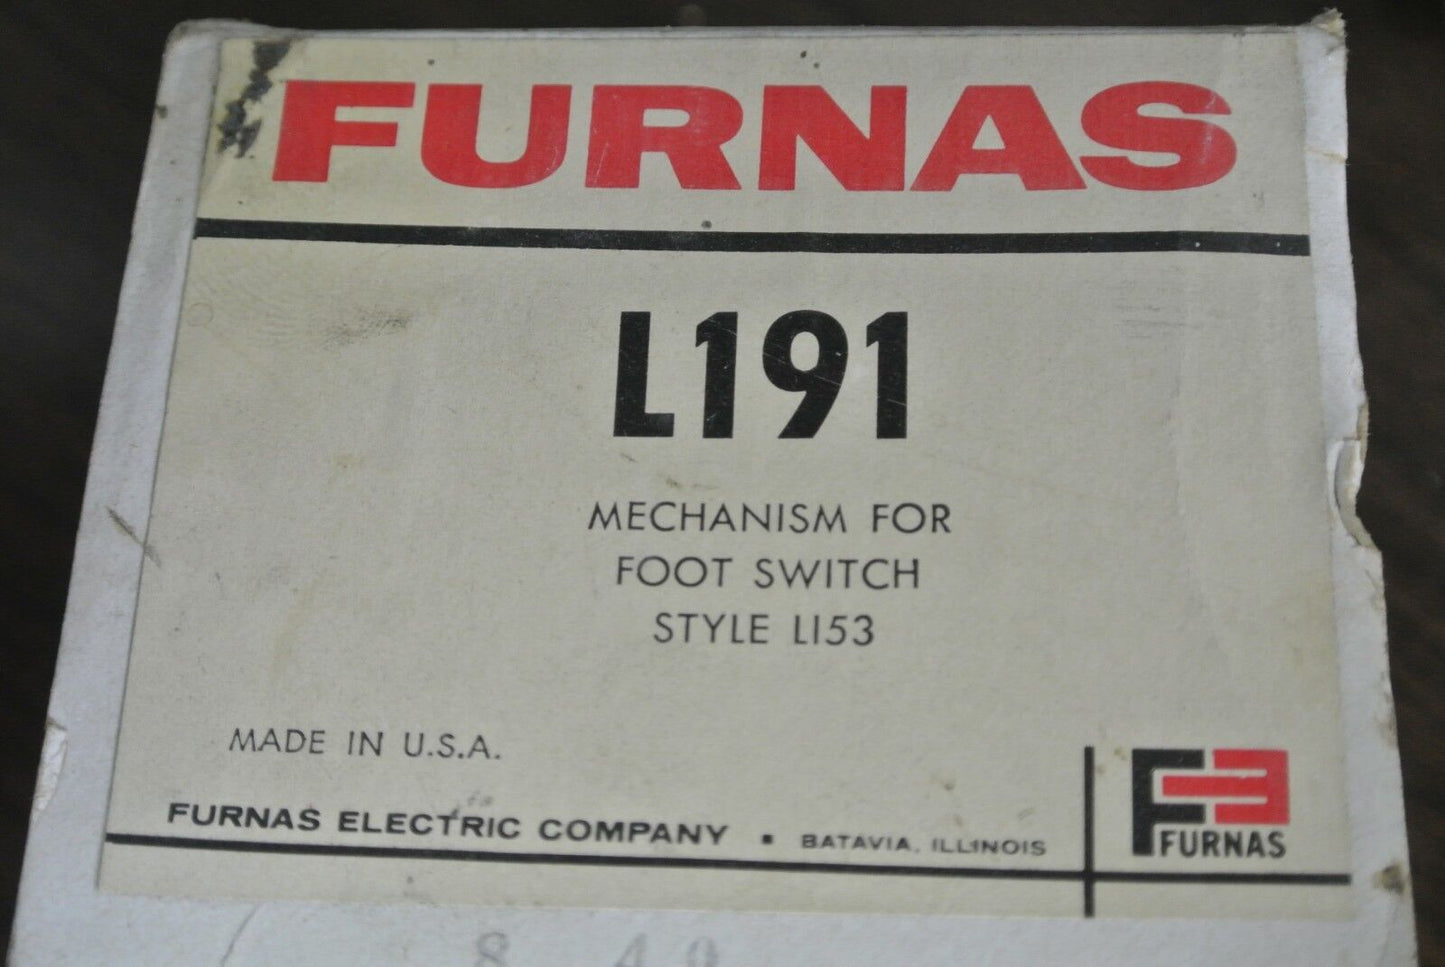 FURNAS
L191
MECHANISM FOR
FOOT SWITCH
STYLE L153
MADE IN U.S.A.
FURNAS ELECTRIC COMPANY ▪ BATAVIA, ILLINOIS
FURNAS